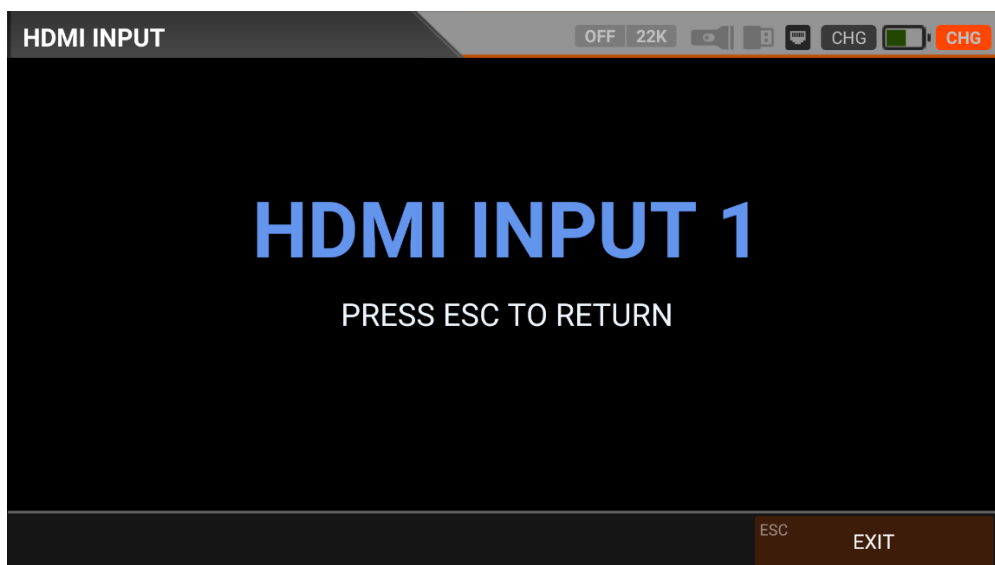 HDMI INPUT
OFF 22K CHG CHG
HDMI INPUT 1
PRESS ESC TO RETURN
ESC EXIT